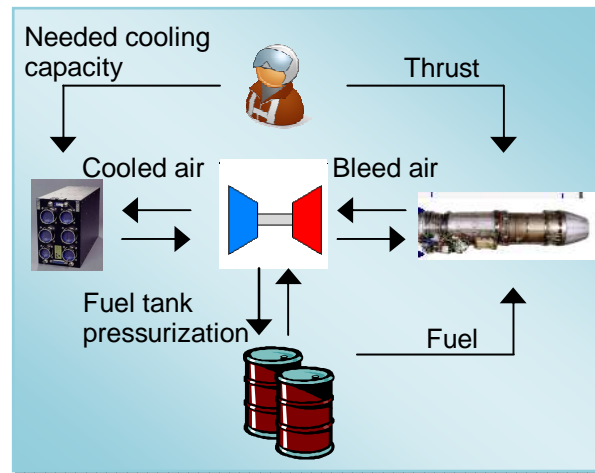 Needed cooling
capacity
Thrust
Cooled air
Bleed air
Fuel tank
pressurization
Fuel